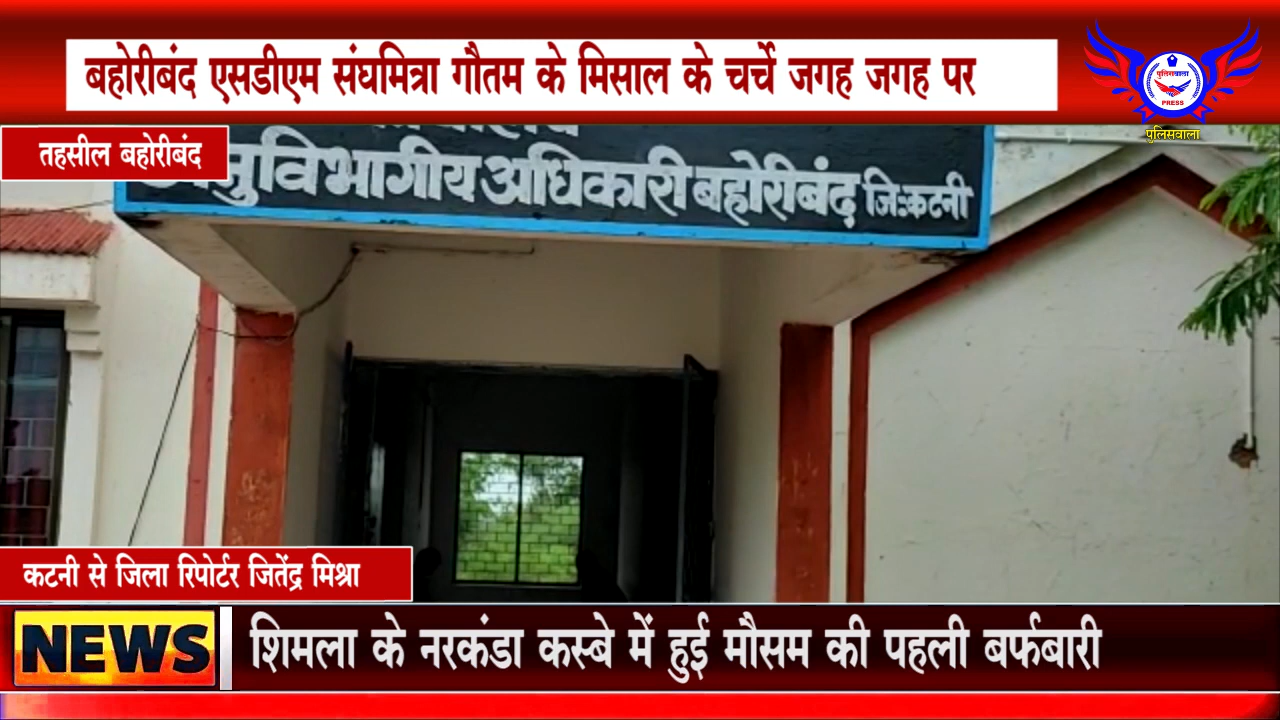 बहोरीबंद एसडीएम संघमित्रा गौतम के मिसाल के चर्चे जगह जगह पर
पुलिसवाला
PRESS
पुलिसवाला
तहसील बहोरीबंद
अनुविभागीय अधिकारी बहोरीबंद जि:कटनी
कटनी से जिला रिपोर्टर जितेंद्र मिश्रा
NEWS शिमला के नरकंडा कस्बे में हुई मौसम की पहली बर्फबारी